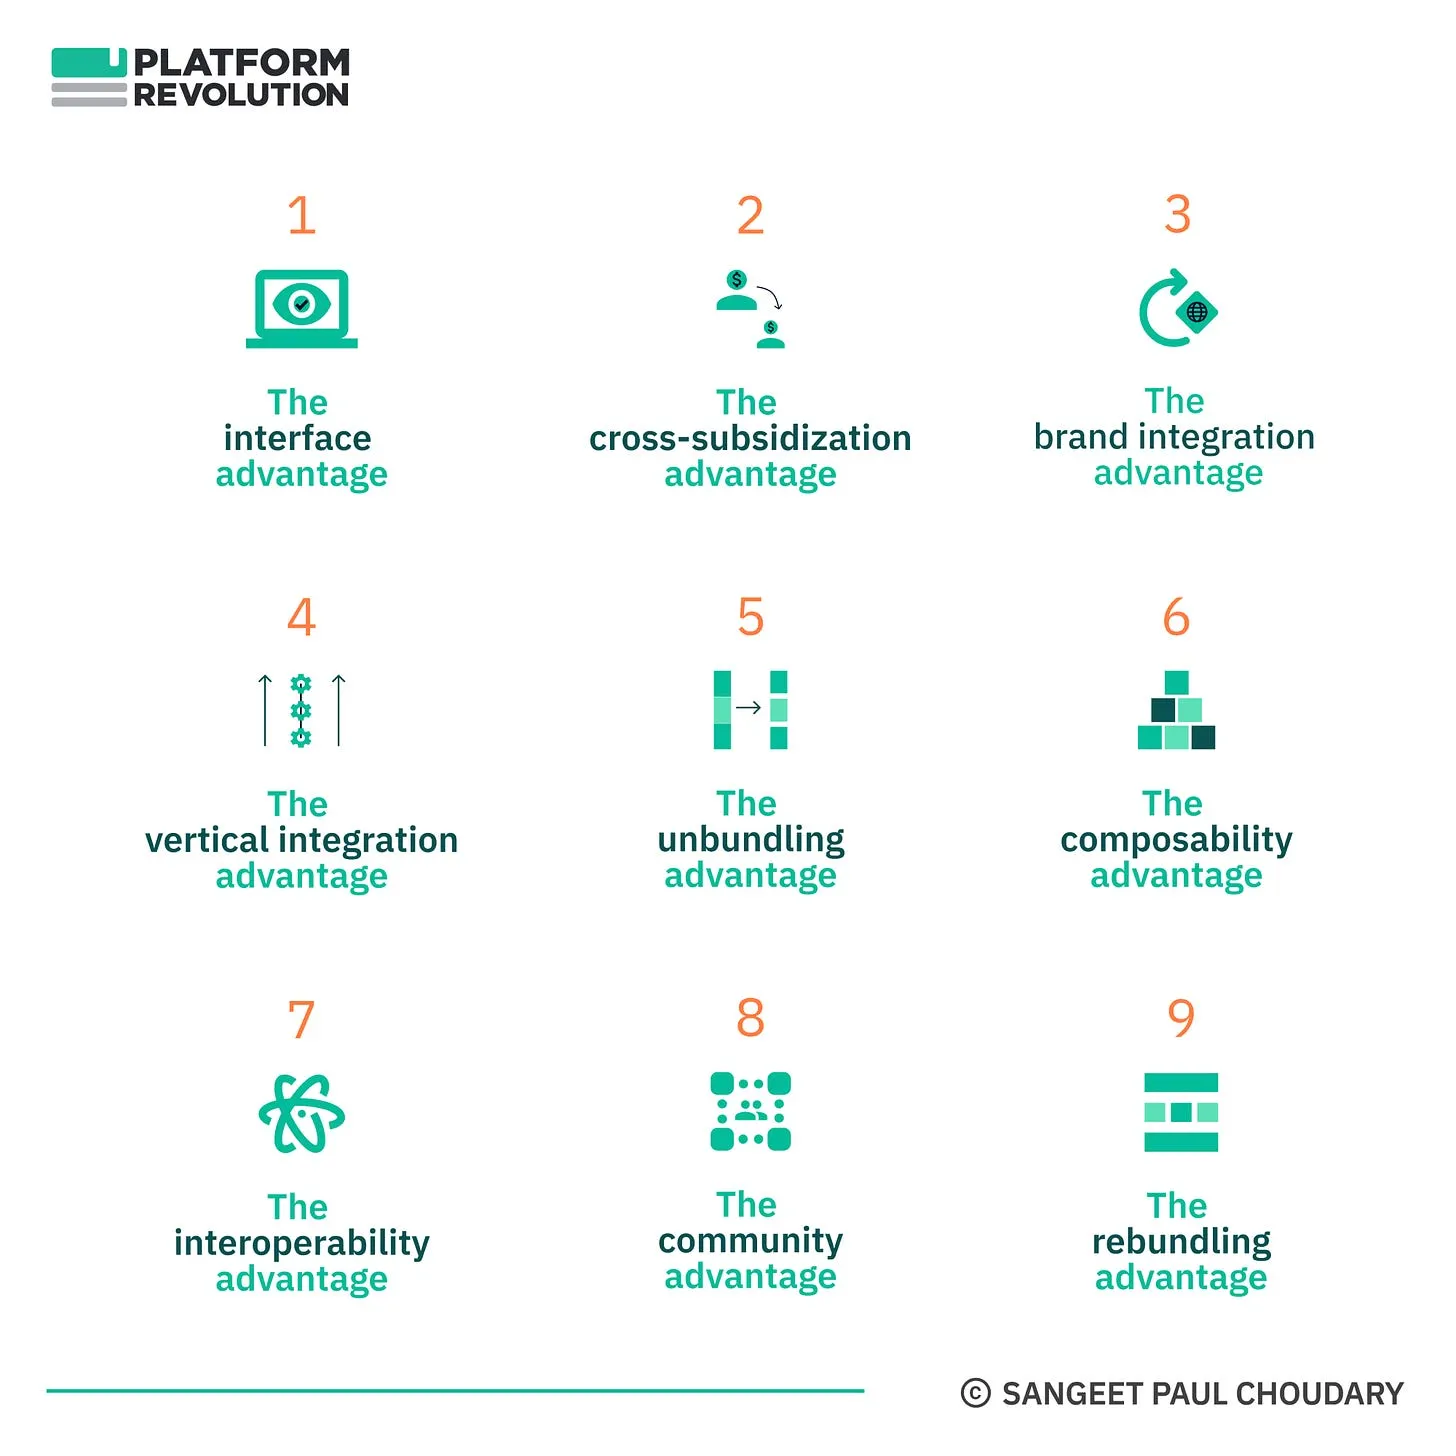 PLATFORM
REVOLUTION
1
The
interface
advantage
2
$
$
The
cross-subsidization
advantage
3
The
brand integration
advantage
4
The
vertical integration
advantage
5
The
unbundling
advantage
6
The
composability
advantage
7
The
interoperability
advantage
8
The
community
advantage
9
The
rebundling
advantage
© SANGEET PAUL CHOUDARY